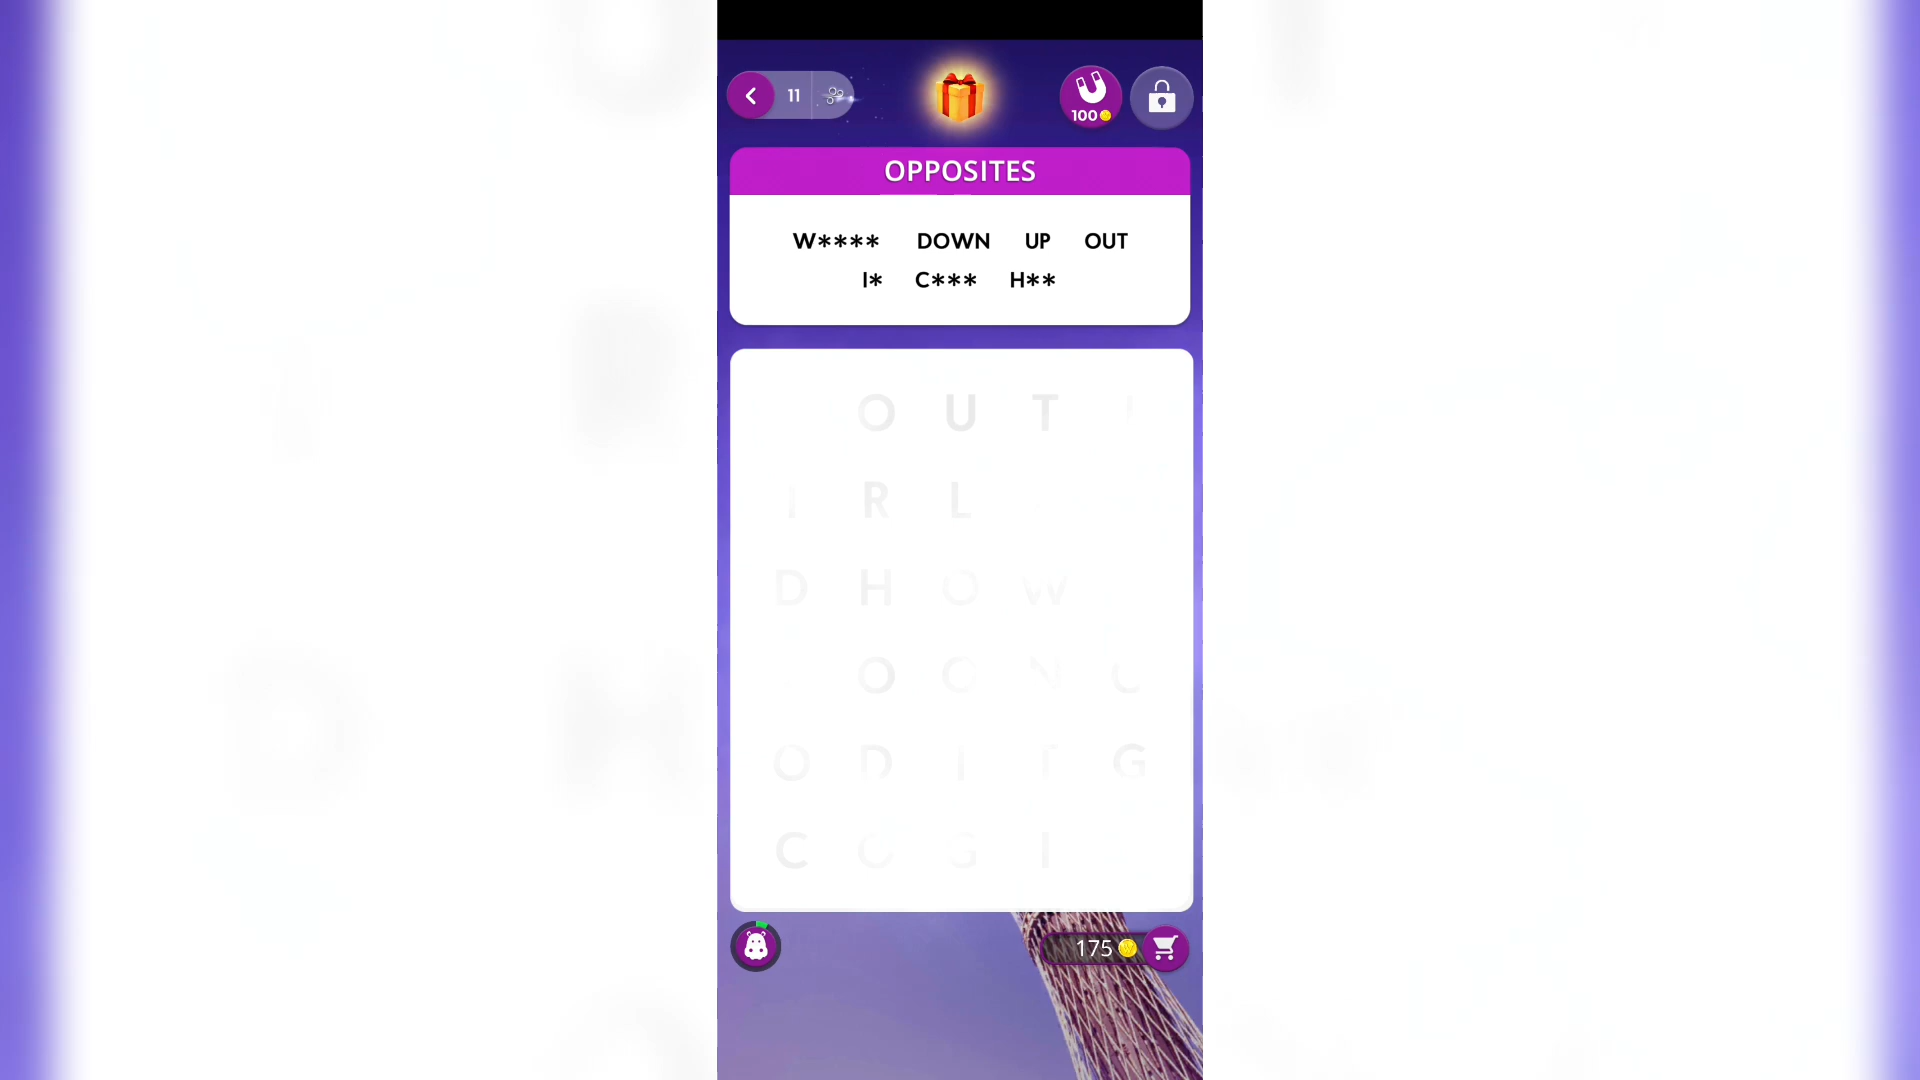 11
100
OPPOSITES
W**** DOWN UP OUT
I* C*** H**
O U T I
I R L
D H O W
O O N C
O D I T G
C O G I
175